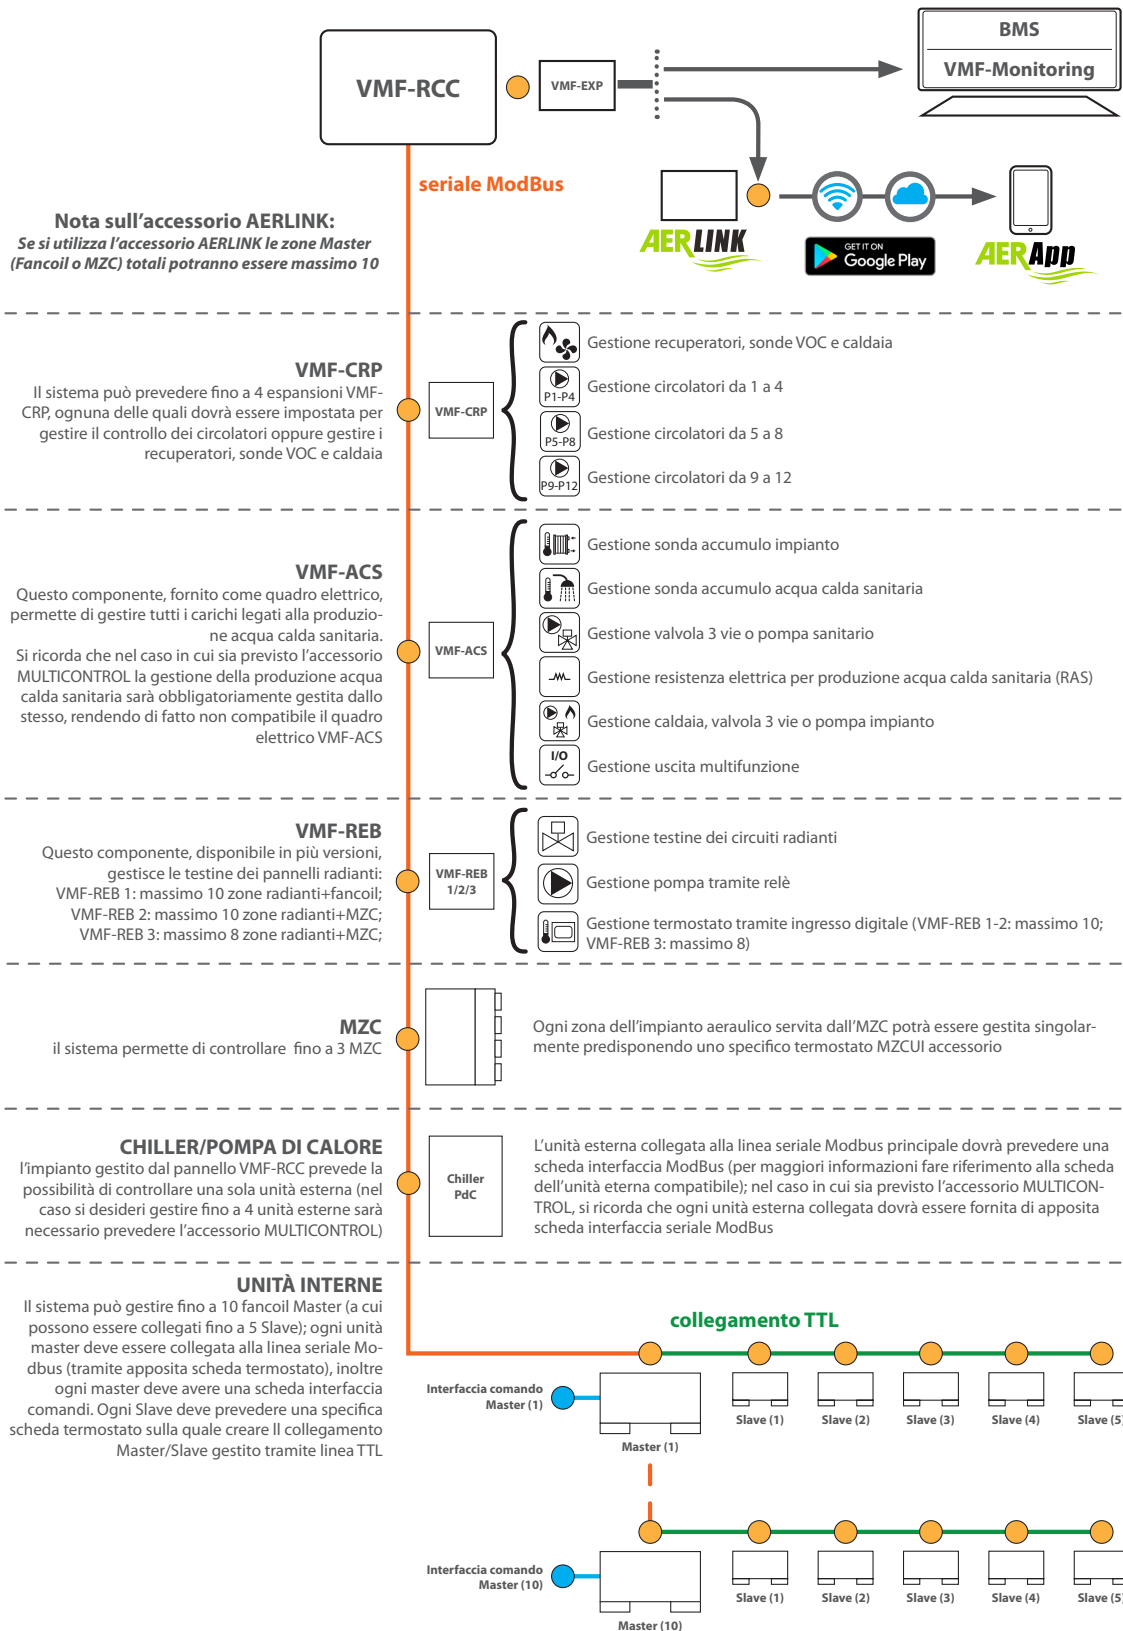 VMF-RCC
VMF-EXP
BMS
VMF-Monitoring
seriale ModBus
AERLINK
GET IT ON
Google Play
AERApp
Nota sull’accessorio AERLINK:
Se si utilizza l’accessorio AERLINK le zone Master
(Fancoil o MZC) totali potranno essere massimo 10
VMF-CRP
Il sistema può prevedere fino a 4 espansioni VMF-
CRP, ognuna delle quali dovrà essere impostata per
gestire il controllo dei circolatori oppure gestire i
recuperatori, sonde VOC e caldaia
VMF-CRP
Gestione recuperatori, sonde VOC e caldaia
P1-P4
Gestione circolatori da 1 a 4
P5-P8
Gestione circolatori da 5 a 8
P9-P12
Gestione circolatori da 9 a 12
VMF-ACS
Questo componente, fornito come quadro elettrico,
permette di gestire tutti i carichi legati alla produzio-
ne acqua calda sanitaria.
Si ricorda che nel caso in cui sia previsto l’accessorio
MULTICONTROL la gestione della produzione acqua
calda sanitaria sarà obbligatoriamente gestita dallo
stesso, rendendo di fatto non compatibile il quadro
elettrico VMF-ACS
VMF-ACS
Gestione sonda accumulo impianto
Gestione sonda accumulo acqua calda sanitaria
Gestione valvola 3 vie o pompa sanitario
Gestione resistenza elettrica per produzione acqua calda sanitaria (RAS)
Gestione caldaia, valvola 3 vie o pompa impianto
I/O
Gestione uscita multifunzione
VMF-REB
Questo componente, disponibile in più versioni,
gestisce le testine dei pannelli radianti:
VMF-REB 1: massimo 10 zone radianti+fancoil;
VMF-REB 2: massimo 10 zone radianti+MZC;
VMF-REB 3: massimo 8 zone radianti+MZC;
VMF-REB
1/2/3
Gestione testine dei circuiti radianti
Gestione pompa tramite relè
Gestione termostato tramite ingresso digitale (VMF-REB 1-2: massimo 10;
VMF-REB 3: massimo 8)
MZC
il sistema permette di controllare fino a 3 MZC
Ogni zona dell’impianto aeraulico servita dall’MZC potrà essere gestita singolar-
mente predisponendo uno specifico termostato MZCUI accessorio
CHILLER/POMPA DI CALORE
l’impianto gestito dal pannello VMF-RCC prevede la
possibilità di controllare una sola unità esterna (nel
caso si desideri gestire fino a 4 unità esterne sarà
necessario prevedere l’accessorio MULTICONTROL)
Chiller
PdC
L’unità esterna collegata alla linea seriale Modbus principale dovrà prevedere una
scheda interfaccia ModBus (per maggiori informazioni fare riferimento alla scheda
dell’unità eterna compatibile); nel caso in cui sia previsto l’accessorio MULTICON-
TROL, si ricorda che ogni unità esterna collegata dovrà essere fornita di apposita
scheda interfaccia seriale ModBus
UNITÀ INTERNE
Il sistema può gestire fino a 10 fancoil Master (a cui
possono essere collegati fino a 5 Slave); ogni unità
master deve essere collegata alla linea seriale Mo-
dbus (tramite apposita scheda termostato), inoltre
ogni master deve avere una scheda interfaccia
comandi. Ogni Slave deve prevedere una specifica
scheda termostato sulla quale creare Il collegamento
Master/Slave gestito tramite linea TTL
collegamento TTL
Interfaccia comando
Master (1)
Master (1)
Slave (1)
Slave (2)
Slave (3)
Slave (4)
Slave (5)
Interfaccia comando
Master (10)
Master (10)
Slave (1)
Slave (2)
Slave (3)
Slave (4)
Slave (5)